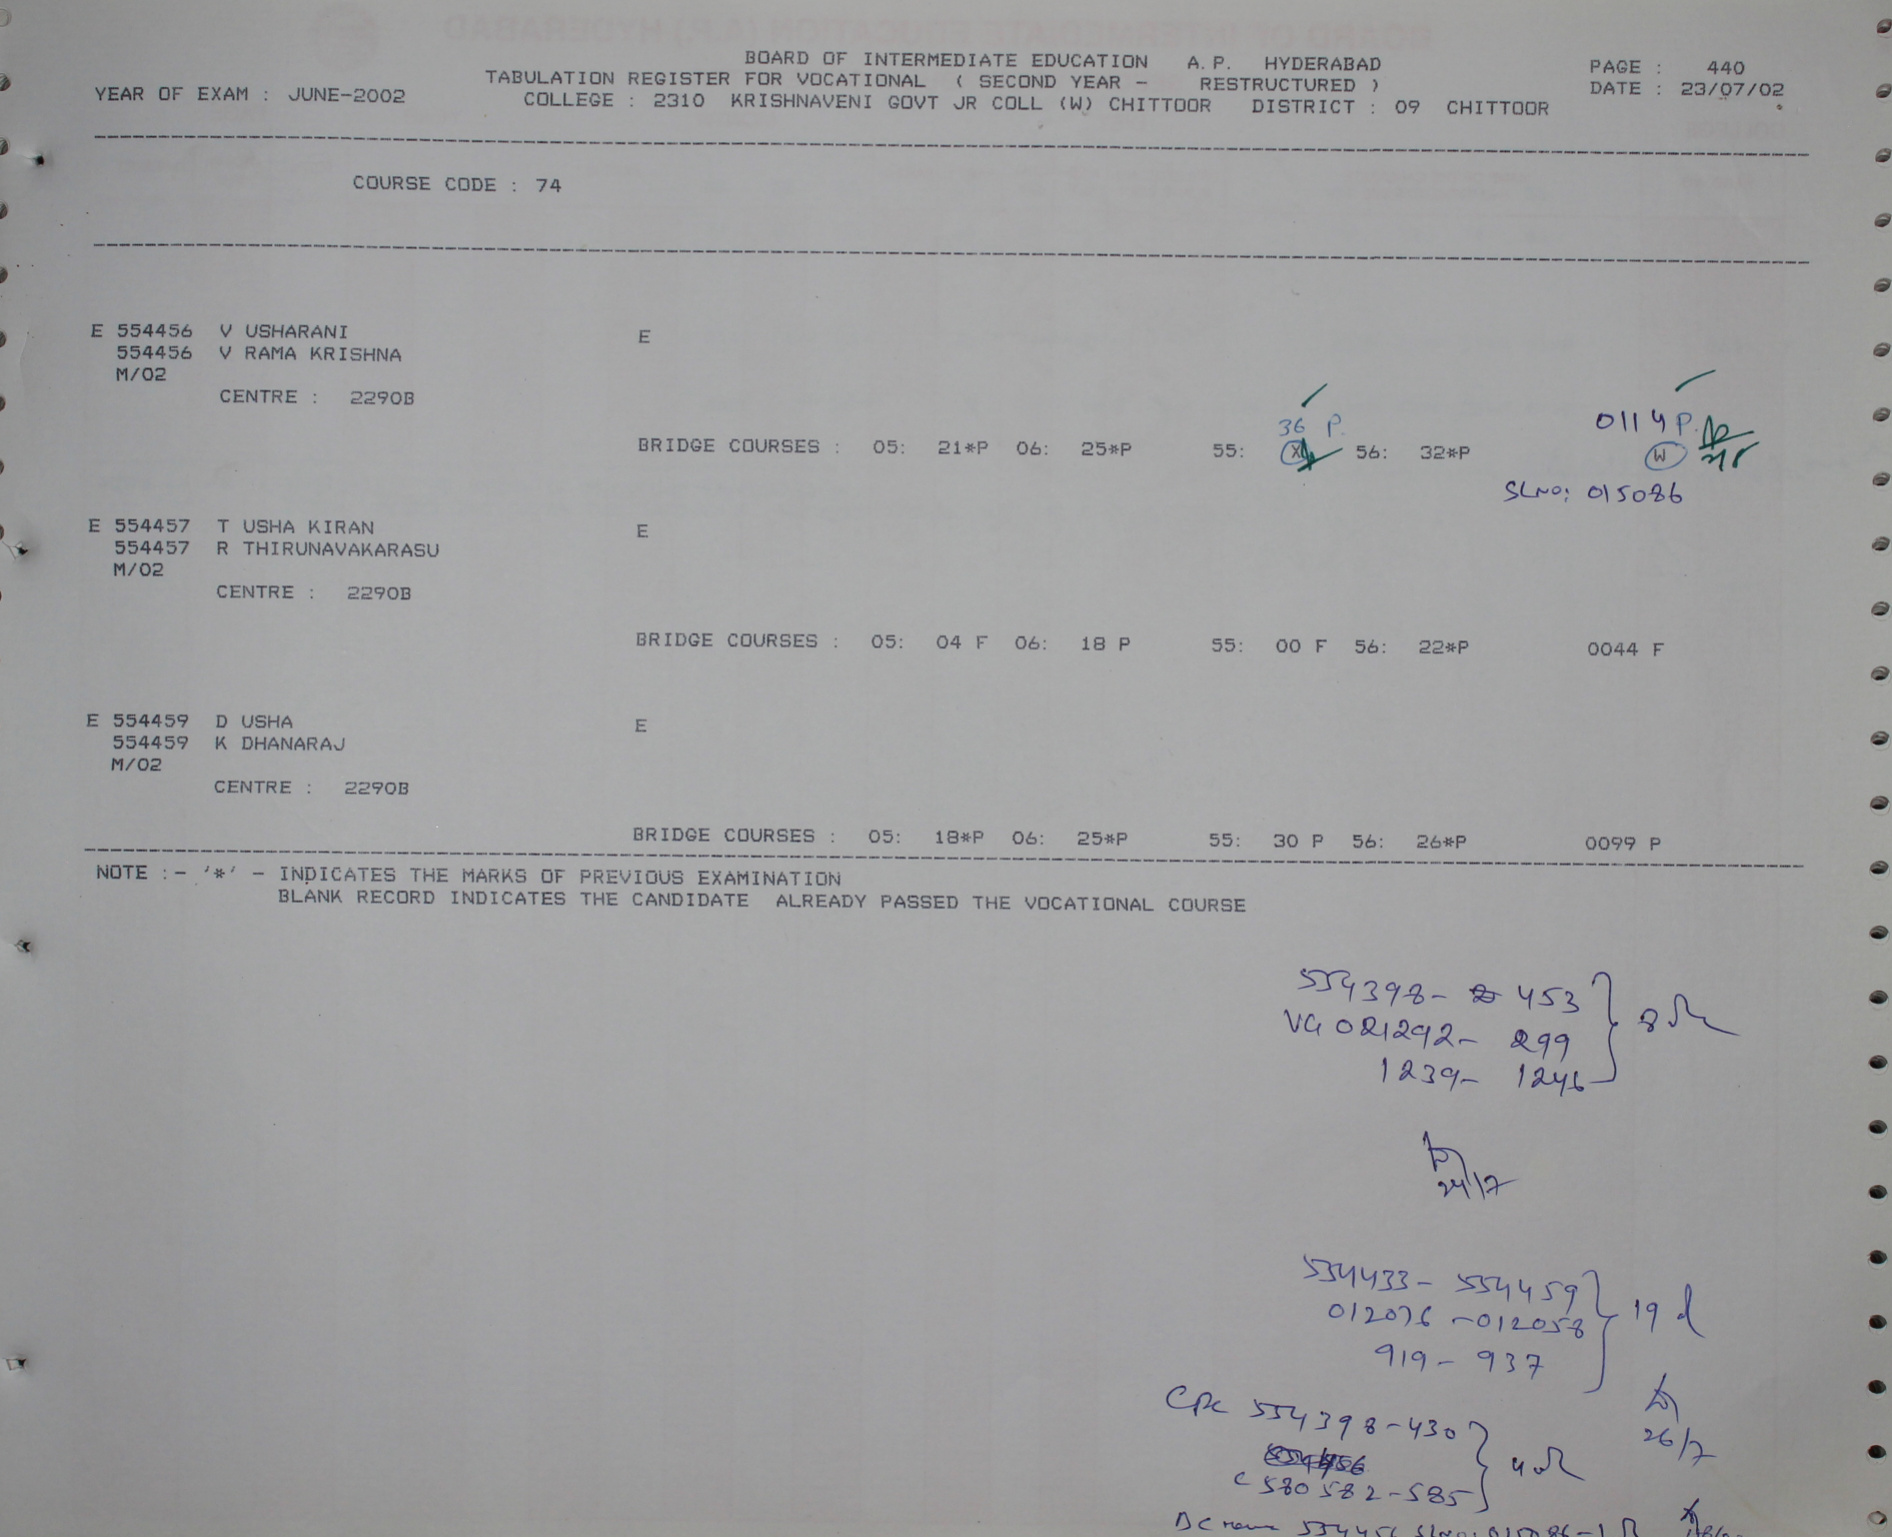 BOARD OF INTERMEDIATE EDUCATION A.P. HYDERABAD PAGE : 440
TABULATION REGISTER FOR VOCATIONAL ( SECOND YEAR - RESTRUCTURED ) DATE : 23/07/02
YEAR OF EXAM : JUNE-2002 COLLEGE : 2310 KRISHNAVENI GOVT JR COLL (W) CHITTOOR DISTRICT : 09 CHITTOOR
COURSE CODE : 74
E 554456 V USHARANI E
554456 V RAMA KRISHNA
M/02
CENTRE : 2290B
36 P. 0114 P.
BRIDGE COURSES : 05: 21*P 06: 25*P 55: X 56: 32*P W
SLNO: 015086
E 554457 T USHA KIRAN E
554457 R THIRUNAVAKARASU
M/02
CENTRE : 2290B
BRIDGE COURSES : 05: 04 F 06: 18 P 55: 00 F 56: 22*P 0044 F
E 554459 D USHA E
554459 K DHANARAJ
M/02
CENTRE : 2290B
BRIDGE COURSES : 05: 18*P 06: 25*P 55: 30 P 56: 26*P 0099 P
NOTE :- '*' - INDICATES THE MARKS OF PREVIOUS EXAMINATION
BLANK RECORD INDICATES THE CANDIDATE ALREADY PASSED THE VOCATIONAL COURSE
554398- 453
VG 021292- 299 8
1239- 1246
24/7
554433- 554459
012076 -012058 19
919- 937
554398-430
26/7
C 580582-585 4